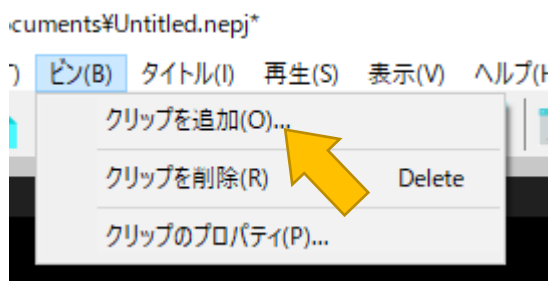 ocuments¥Untitled.nepj*
ビン(B) タイトル(I) 再生(S) 表示(V) ヘルプ(H
クリップを追加(O)...
クリップを削除(R) Delete
クリップのプロパティ(P)...